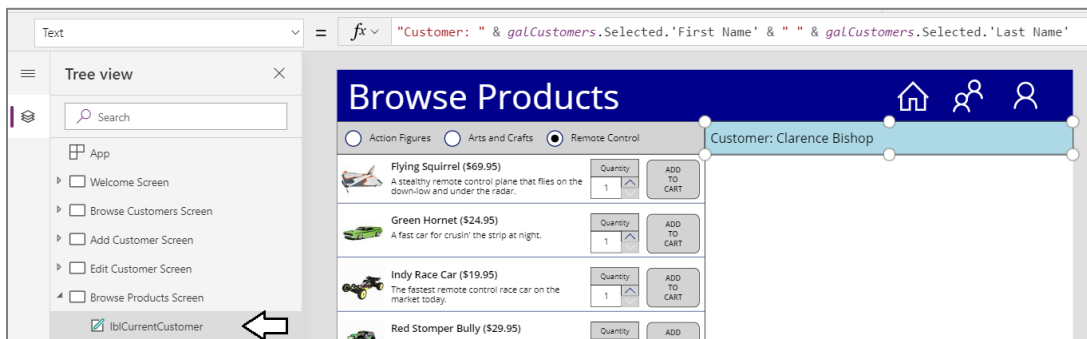 Text
=
fx
"Customer: " & galCustomers.Selected.'First Name' & " " & galCustomers.Selected.'Last Name'
Tree view
Search
App
Welcome Screen
Browse Customers Screen
Add Customer Screen
Edit Customer Screen
Browse Products Screen
lblCurrentCustomer
Browse Products
Action Figures
Arts and Crafts
Remote Control
Customer: Clarence Bishop
Flying Squirrel ($69.95)
A stealthy remote control plane that flies on the
down-low and under the radar.
Quantity
1
ADD
TO
CART
Green Hornet ($24.95)
A fast car for crusin' the strip at night.
Quantity
1
ADD
TO
CART
Indy Race Car ($19.95)
The fastest remote control race car on the
market today.
Quantity
1
ADD
TO
CART
Red Stomper Bully ($29.95)
Quantity
ADD